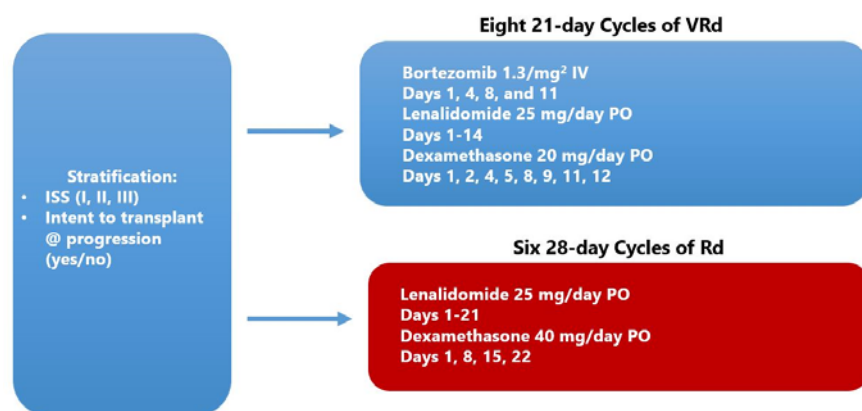 Stratification:
• ISS (I, II, III)
• Intent to transplant
@ progression
(yes/no)
Eight 21-day Cycles of VRd
Bortezomib 1.3/mg² IV
Days 1, 4, 8, and 11
Lenalidomide 25 mg/day PO
Days 1-14
Dexamethasone 20 mg/day PO
Days 1, 2, 4, 5, 8, 9, 11, 12
Six 28-day Cycles of Rd
Lenalidomide 25 mg/day PO
Days 1-21
Dexamethasone 40 mg/day PO
Days 1, 8, 15, 22